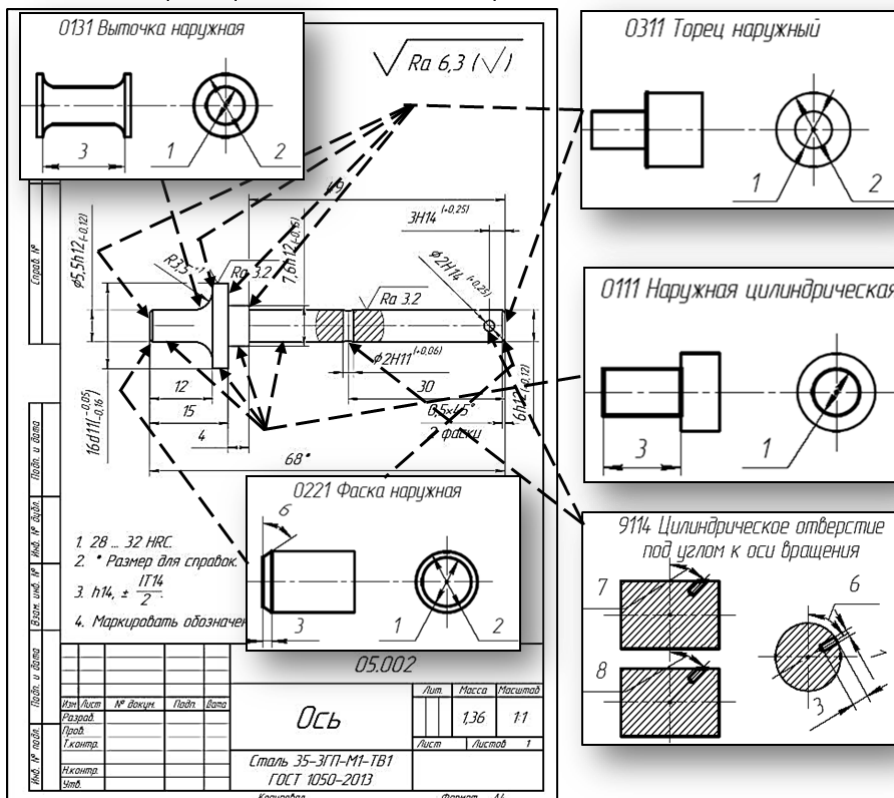 0131 Выточка наружная
3
1
2
Ra 6,3 (√)
0311 Торец наружный
1
2
49
3H14 (+0,25)
Справ. №
φ5,5h12(-0,12)
R3,5
Ra 3.2
7,6h12
φ2H14 (+0,25)
Ra 3.2
0111 Наружная цилиндрическая
3
1
φ2H11 (+0,06)
12
15
4
30
0,5x45°
2 фаски
6h12(-0,12)
16d11(-0,05 -0,16)
68*
0221 Фаска наружная
6
3
1
2
9114 Цилиндрическое отверстие
под углом к оси вращения
7
8
6
1
3
1. 28 ... 32 HRC.
2. * Размер для справок.
3. h14, ± IT14
2
4. Маркировать
Подп. и дата
Инв. № дубл.
Взам. инв. №
Подп. и дата
Инв. № подл.
05.002
Ось
Лит.
Масса
Масштаб
1,36
1:1
Лист
Листов 1
Изм.
Лист
№ докум.
Подп.
Дата
Разраб.
Пров.
Т.контр.
Н.контр.
Утв.
Сталь 35-3ГП-М1-ТВ1
ГОСТ 1050-2013
Копировал
Формат А4